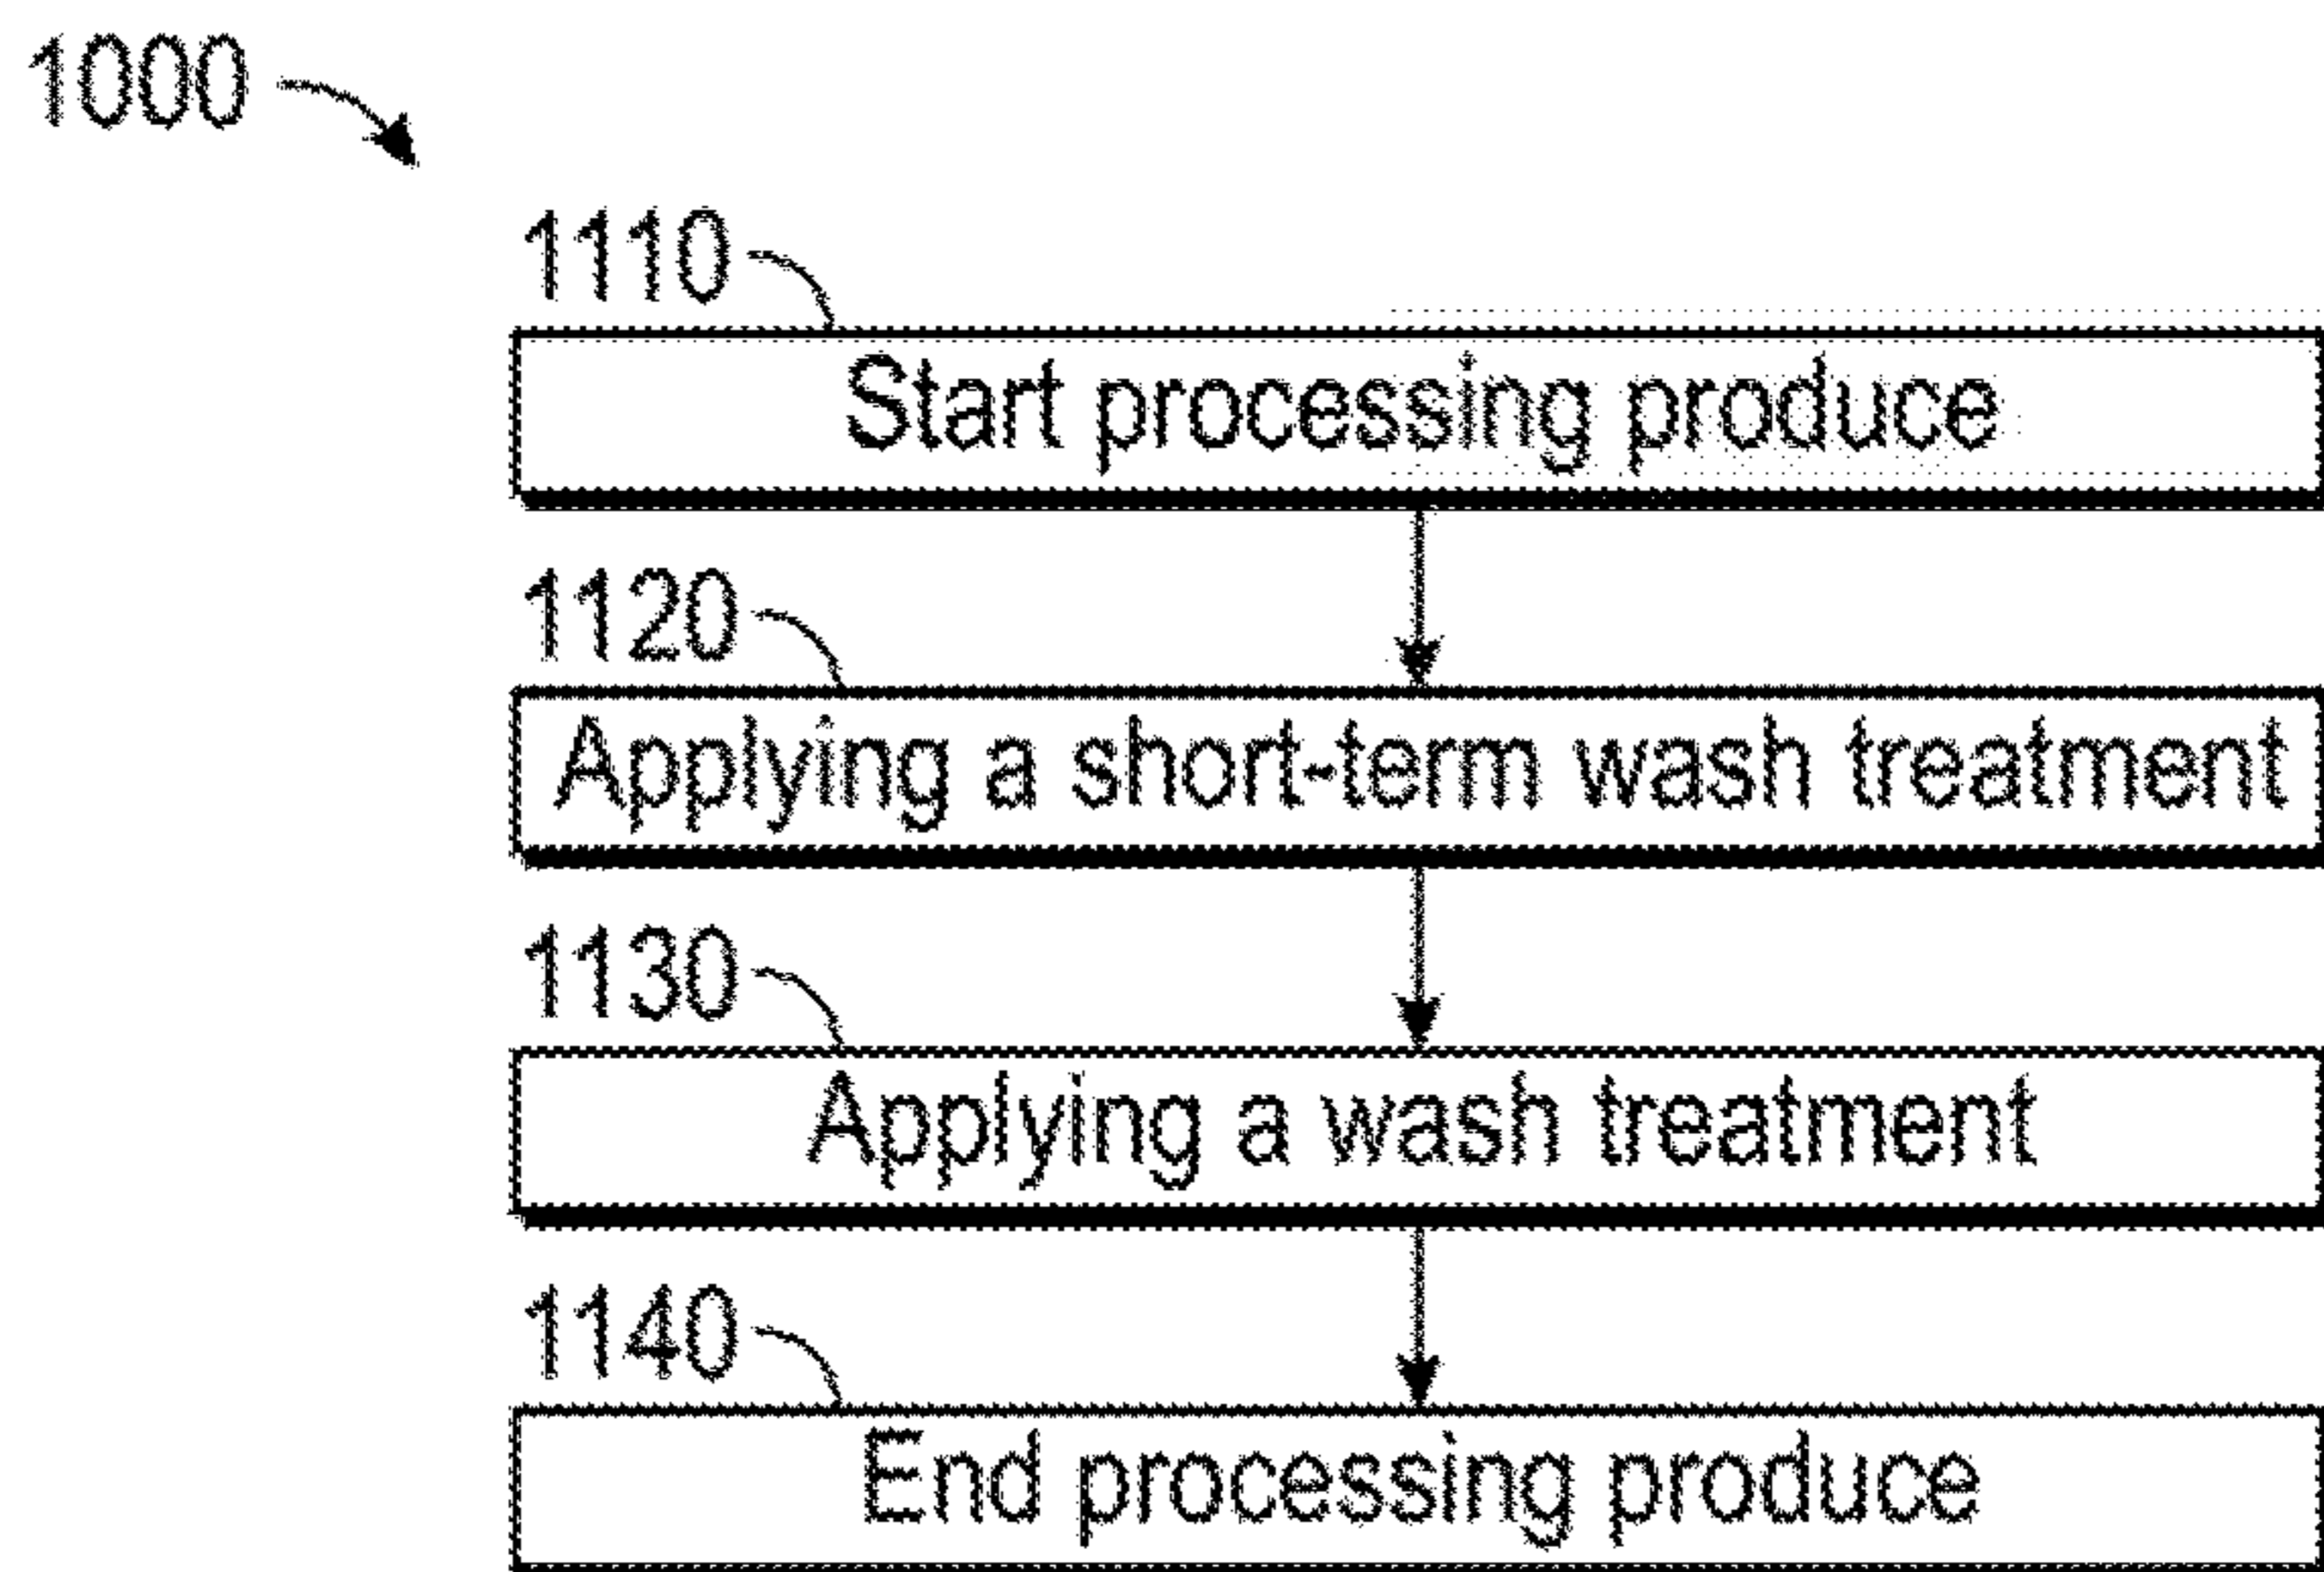 1000
1110
Start processing produce
1120
Applying a short-term wash treatment
1130
Applying a wash treatment
1140
End processing produce